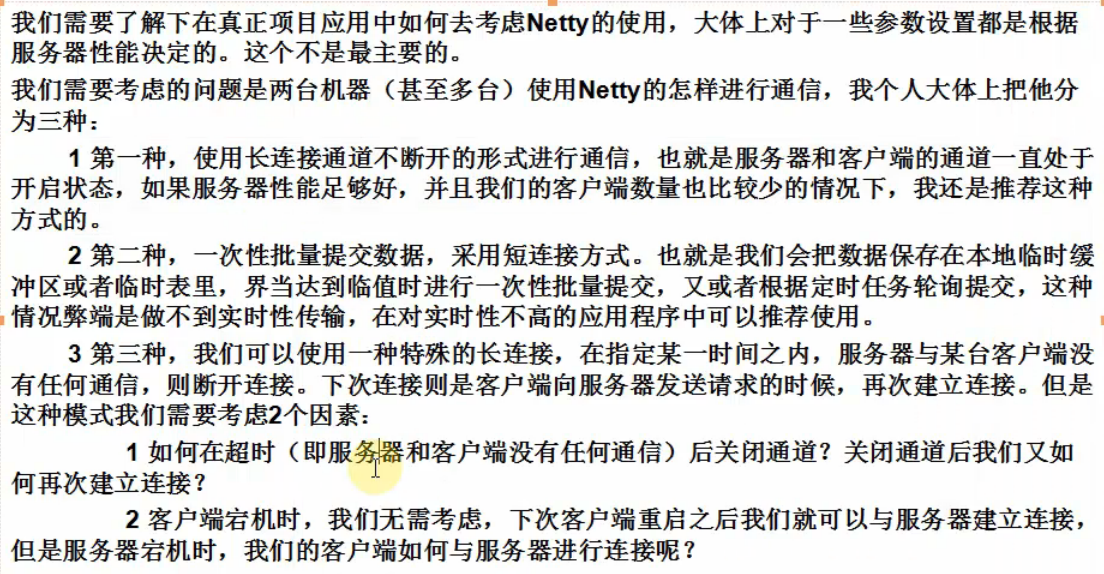 我们需要了解下在真正项目应用中如何去考虑Netty的使用，大体上对于一些参数设置都是根据
服务器性能决定的。这个不是最主要的。
我们需要考虑的问题是两台机器（甚至多台）使用Netty的怎样进行通信，我个人大体上把他分
为三种：
1 第一种，使用长连接通道不断开的形式进行通信，也就是服务器和客户端的通道一直处于
开启状态，如果服务器性能足够好，并且我们的客户端数量也比较少的情况下，我还是推荐这种
方式的。
2 第二种，一次性批量提交数据，采用短连接方式。也就是我们会把数据保存在本地临时缓
冲区或者临时表里，界当达到临值时进行一次性批量提交，又或者根据定时任务轮询提交，这种
情况弊端是做不到实时性传输，在对实时性不高的应用程序中可以推荐使用。
3 第三种，我们可以使用一种特殊的长连接，在指定某一时间之内，服务器与某台客户端没
有任何通信，则断开连接。下次连接则是客户端向服务器发送请求的时候，再次建立连接。但是
这种模式我们需要考虑2个因素：
1 如何在超时（即服务器和客户端没有任何通信）后关闭通道？关闭通道后我们又如
何再次建立连接？
2 客户端宕机时，我们无需考虑，下次客户端重启之后我们就可以与服务器建立连接，
但是服务器宕机时，我们的客户端如何与服务器进行连接呢？